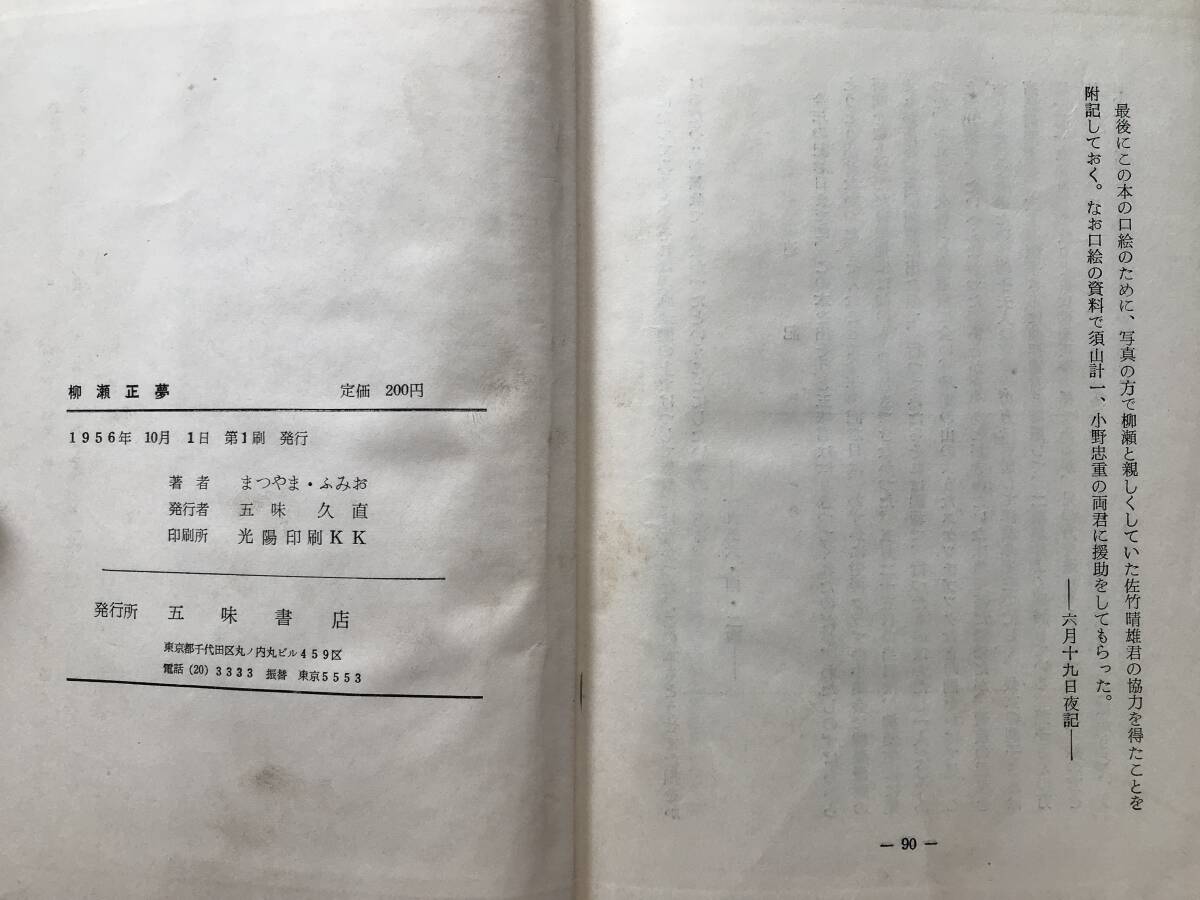 最後にこの本の口絵のために、写真の方で柳瀬と親しくしていた佐竹晴雄君の協力を得たことを
附記しておく。なお口絵の資料で須山計一、小野忠重の両君に援助をしてもらった。
――六月十九日夜記――
― 90 ―
柳瀬正夢 定価 200円
1956年 10月 1日 第1刷 発行
著者 まつやま・ふみお
発行者 五味久直
印刷所 光陽印刷KK
発行所 五味書店
東京都千代田区丸ノ内丸ビル459区
電話 (20) 3333 振替 東京5553